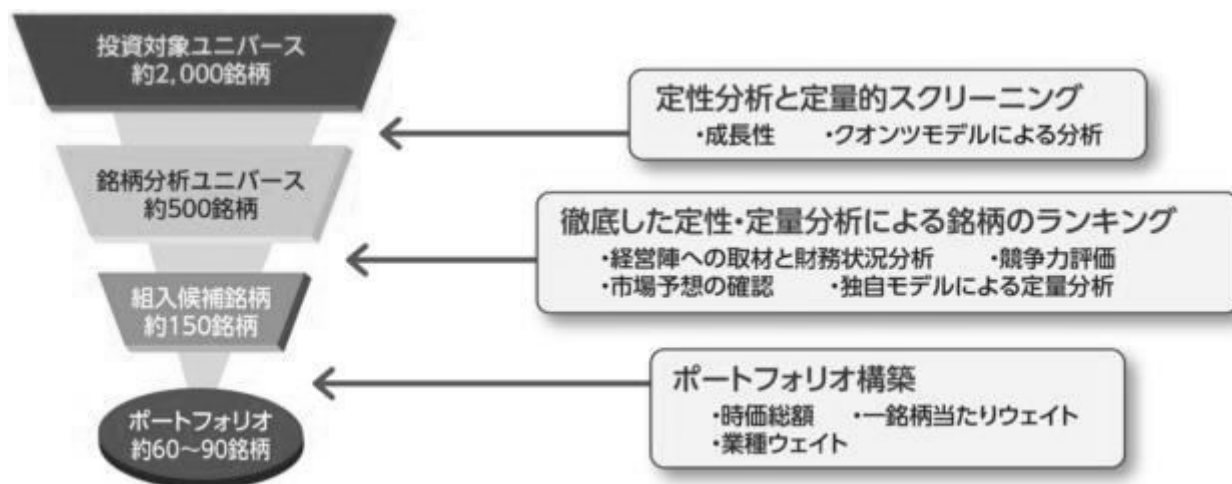 投資対象ユニバース
約2,000銘柄
定性分析と定量的スクリーニング
・成長性 ・クオンツモデルによる分析
銘柄分析ユニバース
約500銘柄
徹底した定性・定量分析による銘柄のランキング
・経営陣への取材と財務状況分析 ・競争力評価
・市場予想の確認 ・独自モデルによる定量分析
組入候補銘柄
約150銘柄
ポートフォリオ構築
・時価総額 ・一銘柄当たりウェイト
・業種ウェイト
ポートフォリオ
約60〜90銘柄